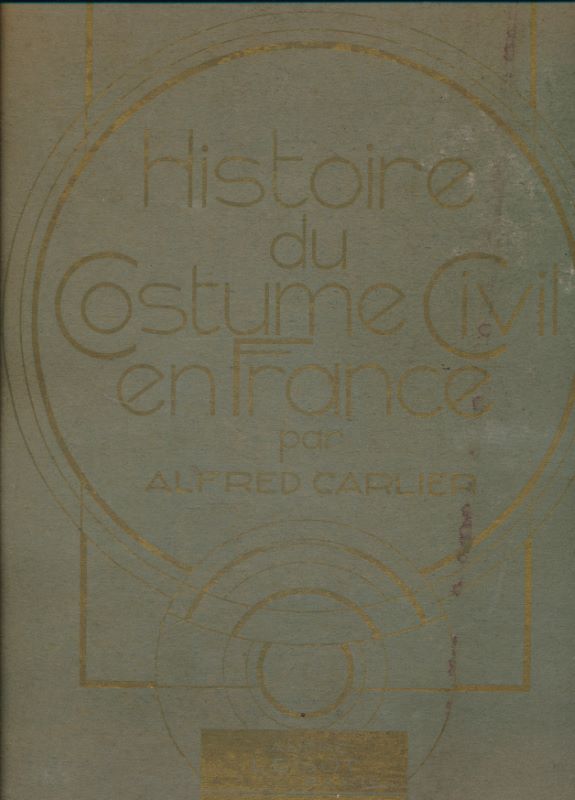 Histoire
du
Costume Civil
en France
par
ALFRED CARLIER